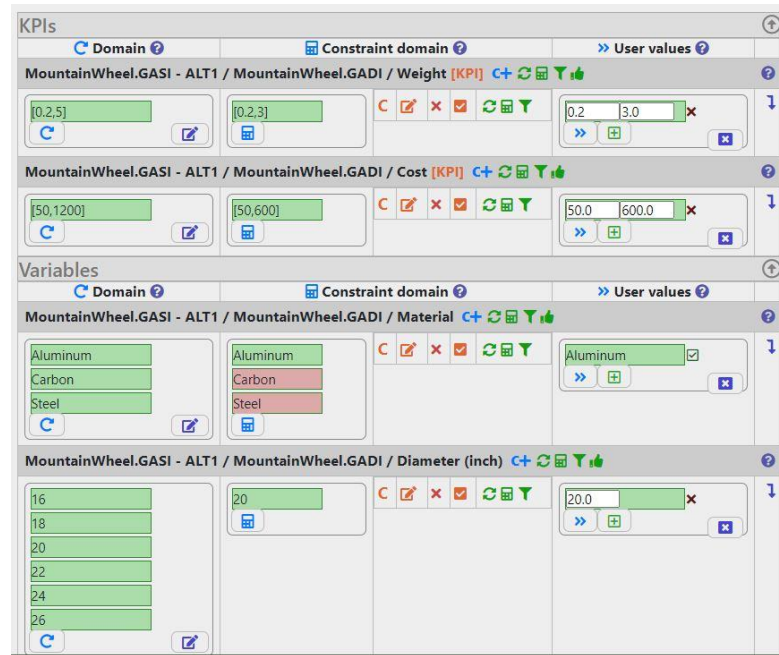 KPIs
Domain Constraint domain User values
MountainWheel.GASI - ALT1 / MountainWheel.GADI / Weight [KPI] C+
[0.2,5] [0.2,3] C 0.2 3.0
MountainWheel.GASI - ALT1 / MountainWheel.GADI / Cost [KPI] C+
[50,1200] [50,600] C 50.0 600.0
Variables
Domain Constraint domain User values
MountainWheel.GASI - ALT1 / MountainWheel.GADI / Material C+
Aluminum Aluminum C Aluminum
Carbon Carbon
Steel Steel
MountainWheel.GASI - ALT1 / MountainWheel.GADI / Diameter (inch) C+
16 20 C 20.0
18
20
22
24
26